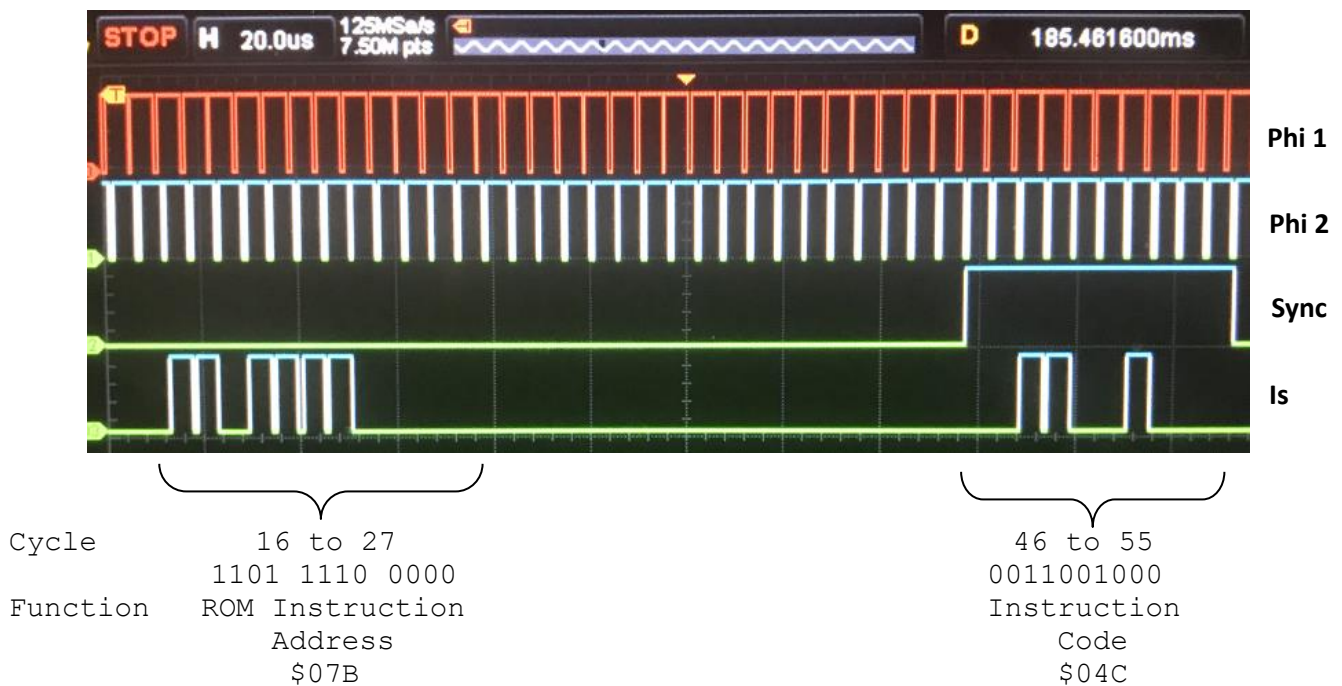 STOP H 20.0us 125MSa/s D 185.461600ms
7.50M pts
T
Phi 1
Phi 2
Sync
Is
Cycle 16 to 27 46 to 55
1101 1110 0000 0011001000
Function ROM Instruction Instruction
Address Code
$07B $04C